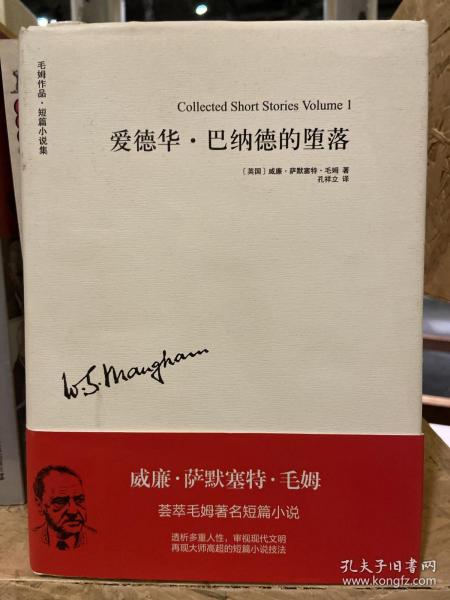 毛姆作品·短篇小说集
Collected Short Stories Volume 1
爱德华·巴纳德的堕落
［英国］威廉·萨默塞特·毛姆 著
孔祥立 译
W.S. Maugham
威廉·萨默塞特·毛姆
荟萃毛姆著名短篇小说
透析多重人性，审视现代文明
再现大师高超的短篇小说技法
孔夫子旧书网
www.kongfz.com